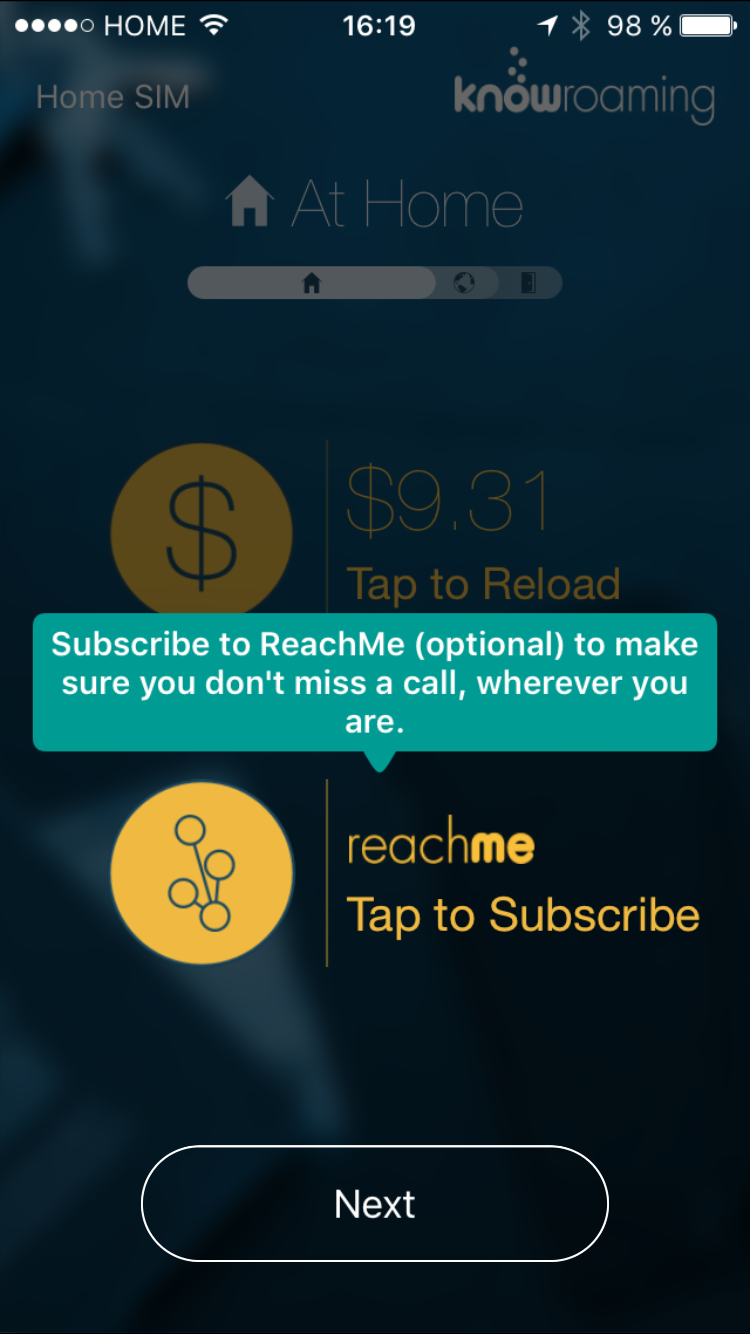 HOME 16:19 98 %
Home SIM knowroaming
At Home
$
$9.31
Tap to Reload
Subscribe to ReachMe (optional) to make
sure you don't miss a call, wherever you
are.
reachme
Tap to Subscribe
Next